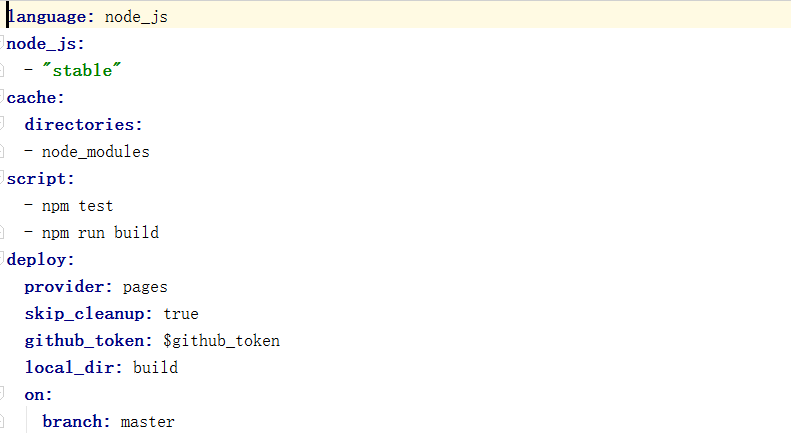 language: node_js
node_js:
  - "stable"
cache:
  directories:
  - node_modules
script:
  - npm test
  - npm run build
deploy:
  provider: pages
  skip_cleanup: true
  github_token: $github_token
  local_dir: build
  on:
    branch: master